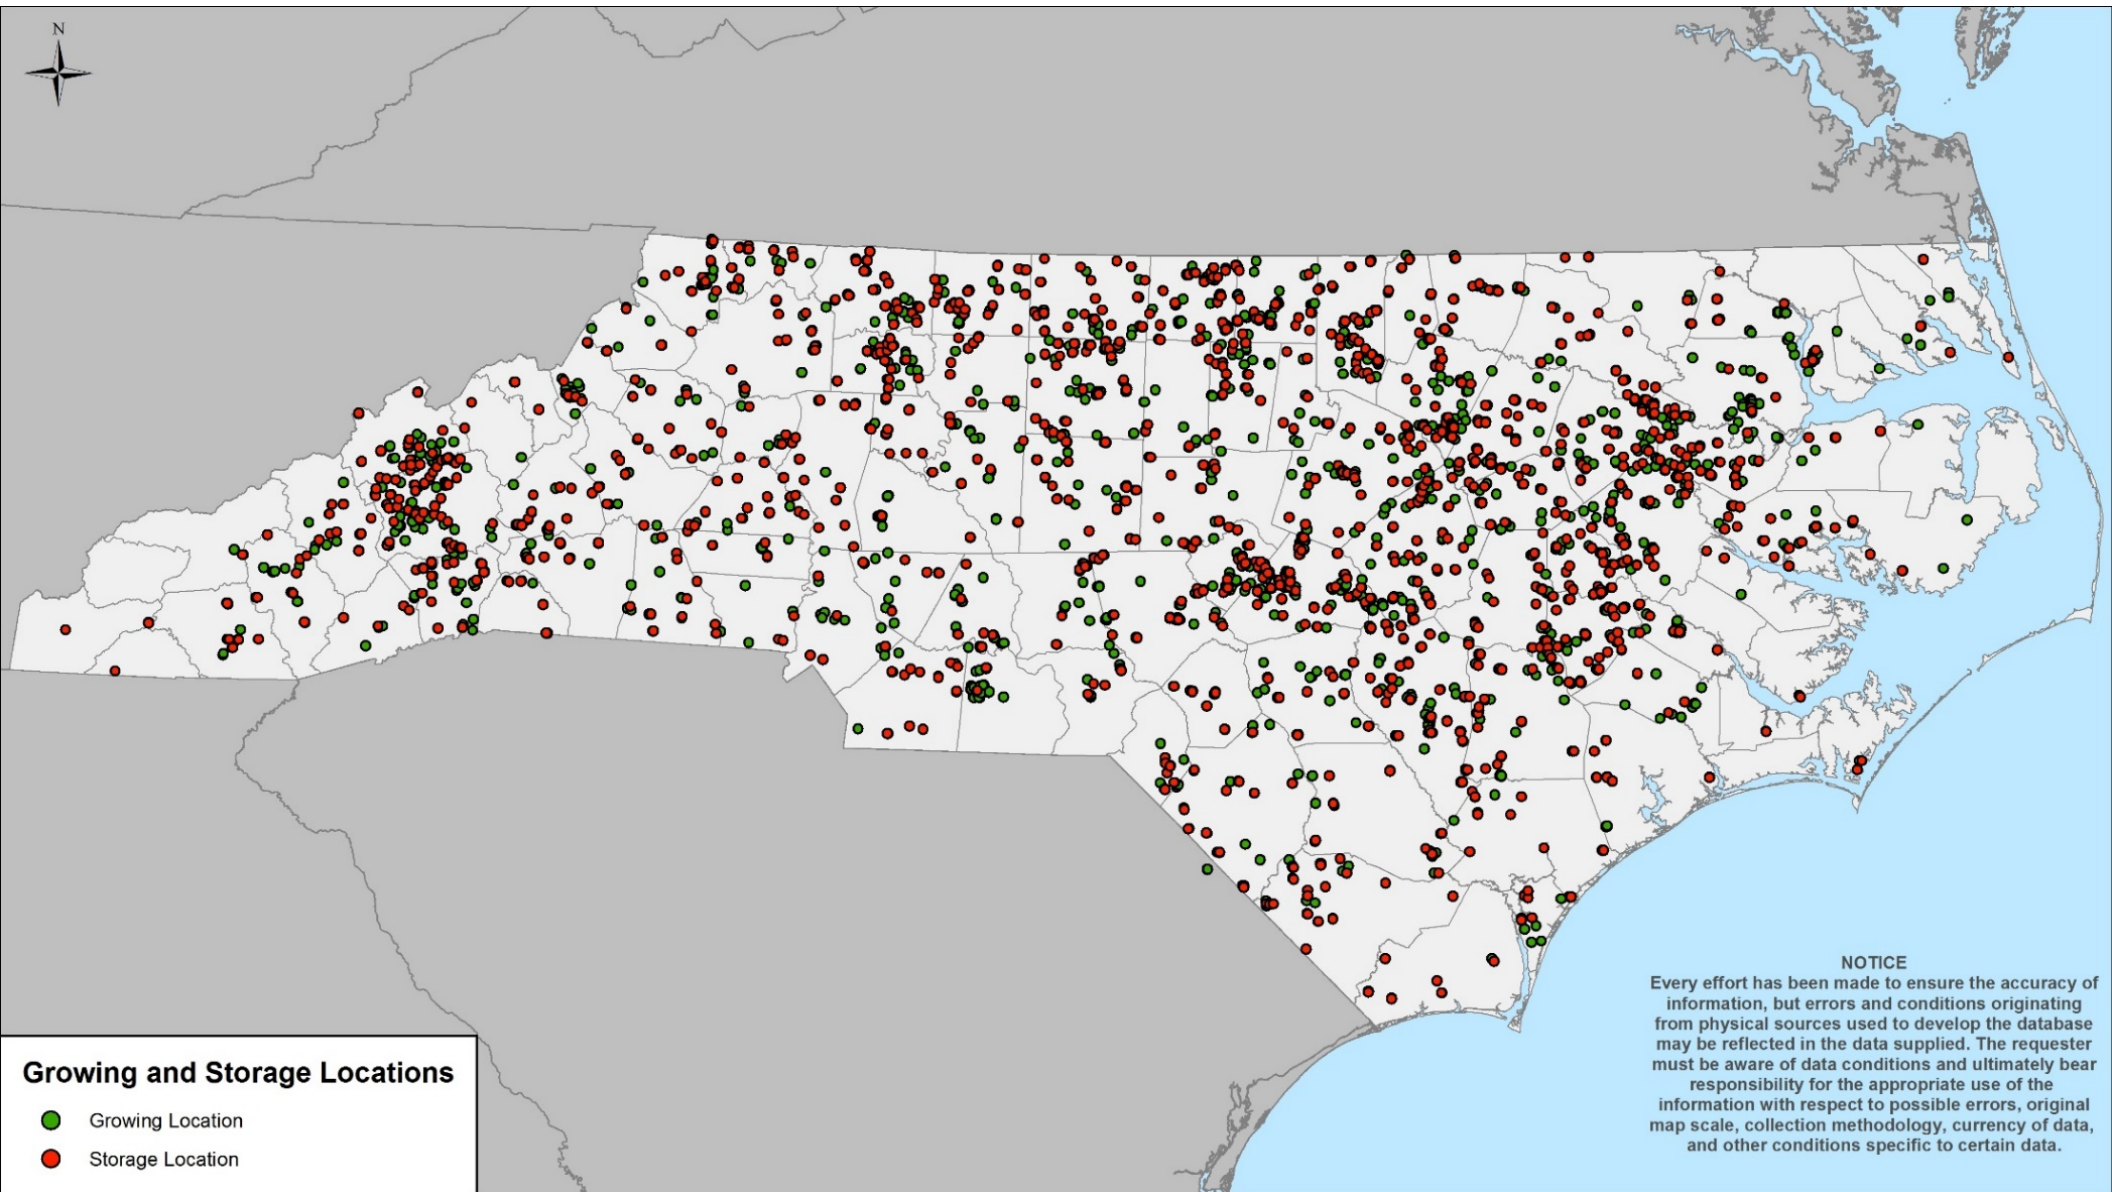 N
NOTICE
Every effort has been made to ensure the accuracy of
information, but errors and conditions originating
from physical sources used to develop the database
may be reflected in the data supplied. The requester
must be aware of data conditions and ultimately bear
responsibility for the appropriate use of the
information with respect to possible errors, original
map scale, collection methodology, currency of data,
and other conditions specific to certain data.
Growing and Storage Locations
Growing Location
Storage Location